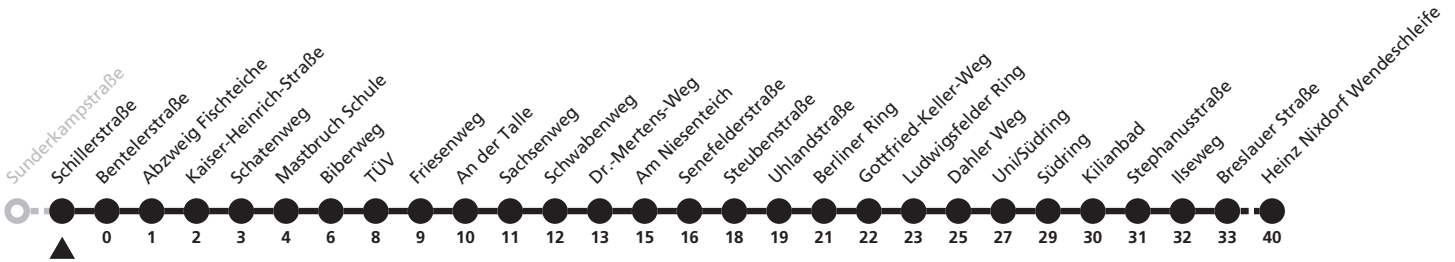 Sunderkampstraße
Schillerstraße
Bentelerstraße
Abzweig Fischteiche
Kaiser-Heinrich-Straße
Schatenweg
Mastbruch Schule
Biberweg
TÜV
Friesenweg
An der Talle
Sachsenweg
Schwabenweg
Dr.-Mertens-Weg
Am Niesenteich
Senefelderstraße
Steubenstraße
Uhlandstraße
Berliner Ring
Gottfried-Keller-Weg
Ludwigsfelder Ring
Dahler Weg
Uni/Südring
Südring
Kilianbad
Stephanusstraße
Ilseweg
Breslauer Straße
Heinz Nixdorf Wendeschleife
0 1 2 3 4 6 8 9 10 11 12 13 15 16 18 19 21 22 23 25 27 29 30 31 32 33 40